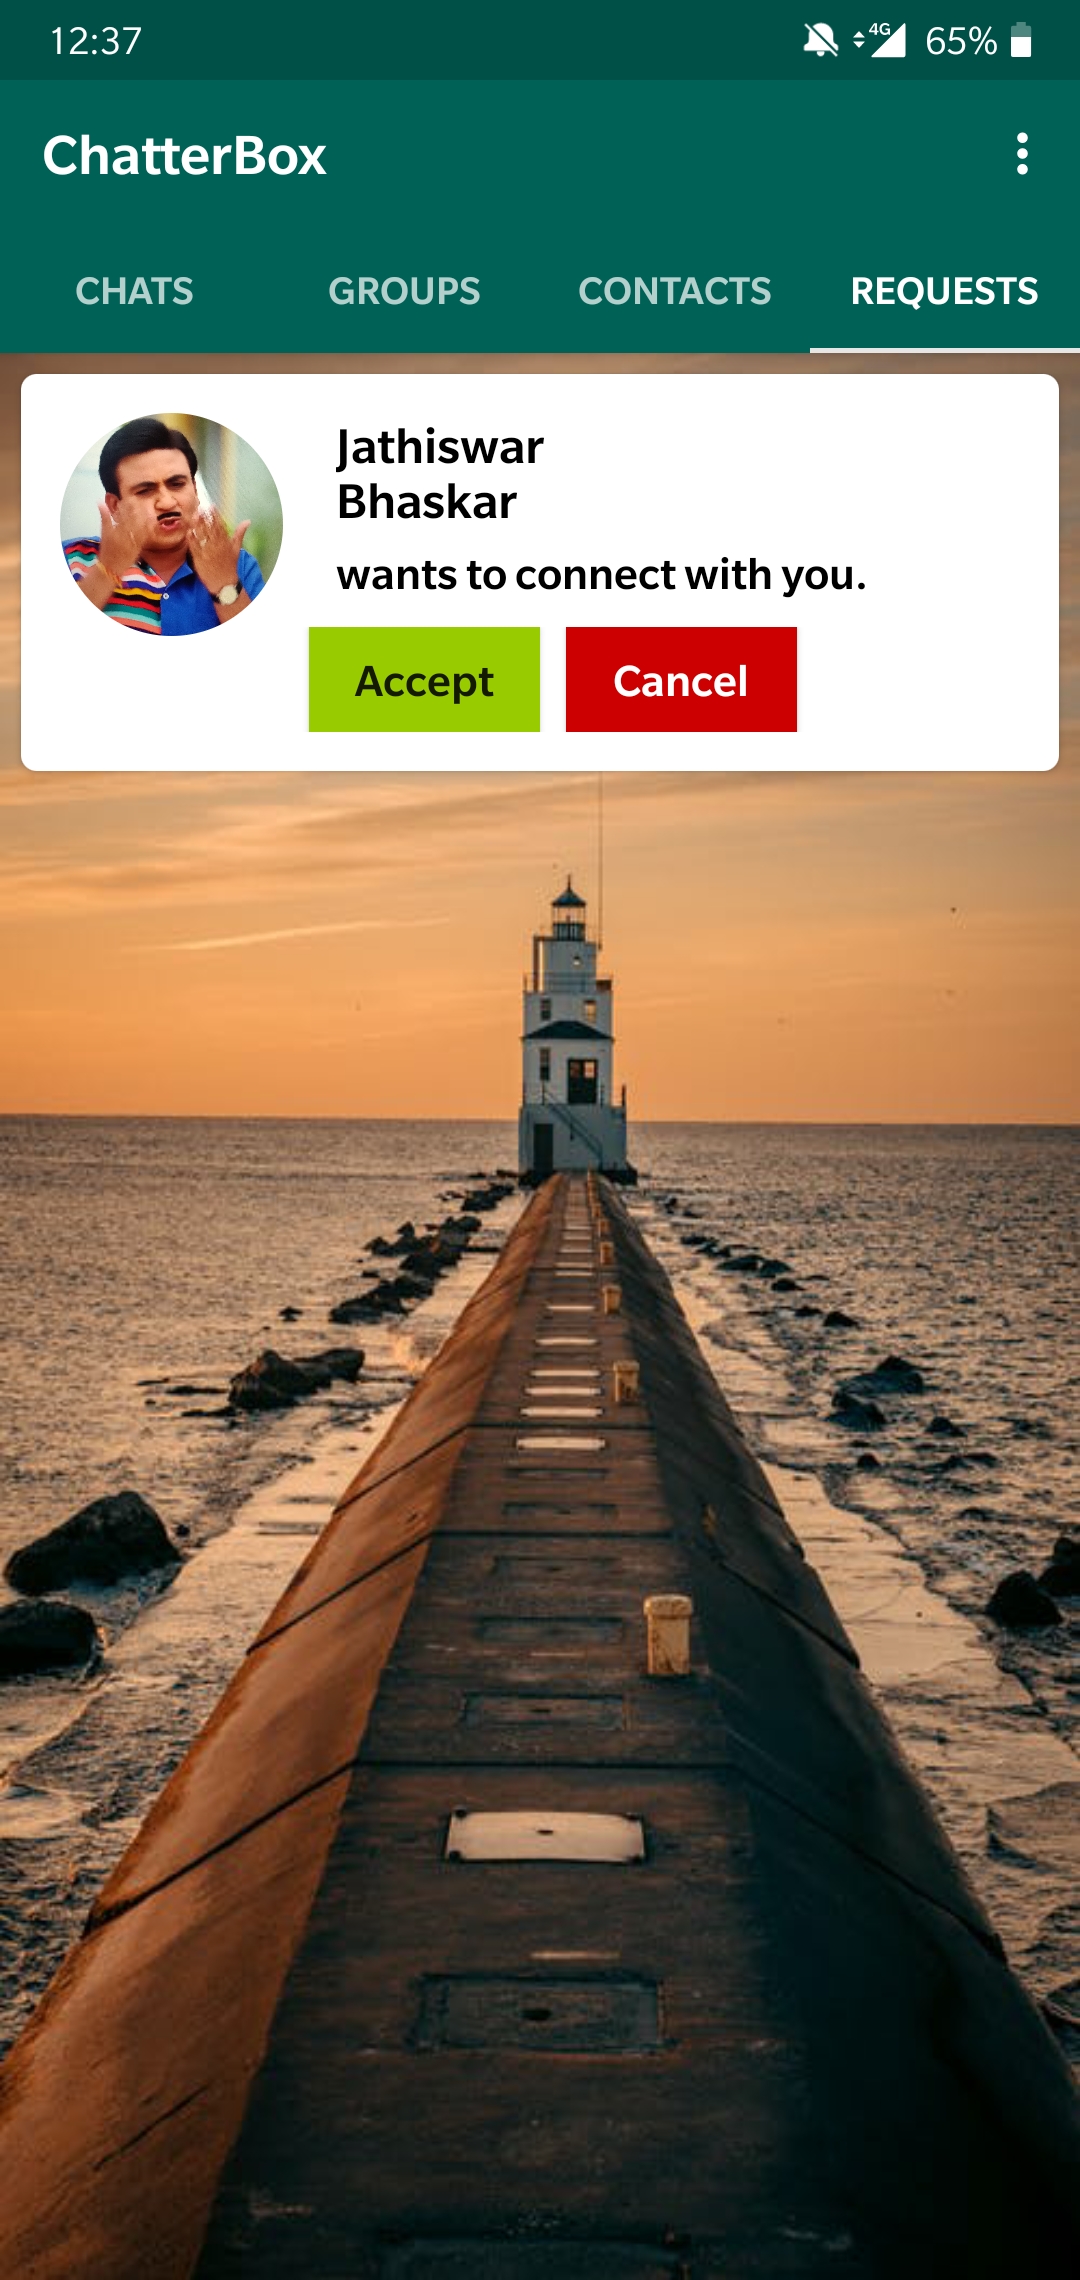 12:37
4G
65%
ChatterBox
CHATS
GROUPS
CONTACTS
REQUESTS
Jathiswar
Bhaskar
wants to connect with you.
Accept
Cancel